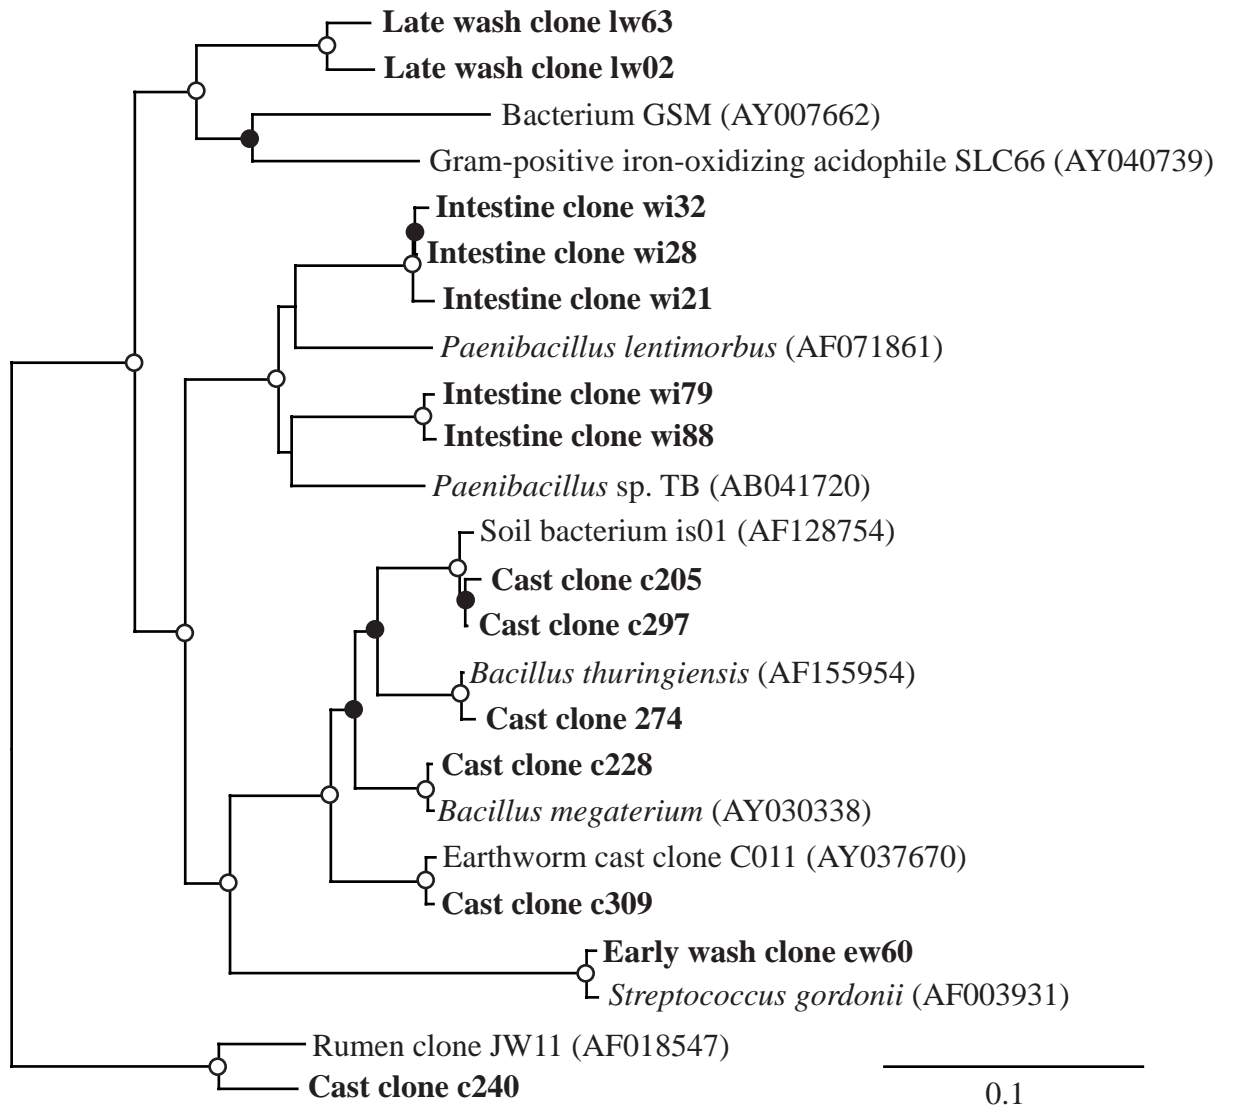 Late wash clone lw63
Late wash clone lw02
Bacterium GSM (AY007662)
Gram-positive iron-oxidizing acidophile SLC66 (AY040739)
Intestine clone wi32
Intestine clone wi28
Intestine clone wi21
Paenibacillus lentimorbus (AF071861)
Intestine clone wi79
Intestine clone wi88
Paenibacillus sp. TB (AB041720)
Soil bacterium is01 (AF128754)
Cast clone c205
Cast clone c297
Bacillus thuringiensis (AF155954)
Cast clone 274
Cast clone c228
Bacillus megaterium (AY030338)
Earthworm cast clone C011 (AY037670)
Cast clone c309
Early wash clone ew60
Streptococcus gordonii (AF003931)
Rumen clone JW11 (AF018547)
Cast clone c240
0.1